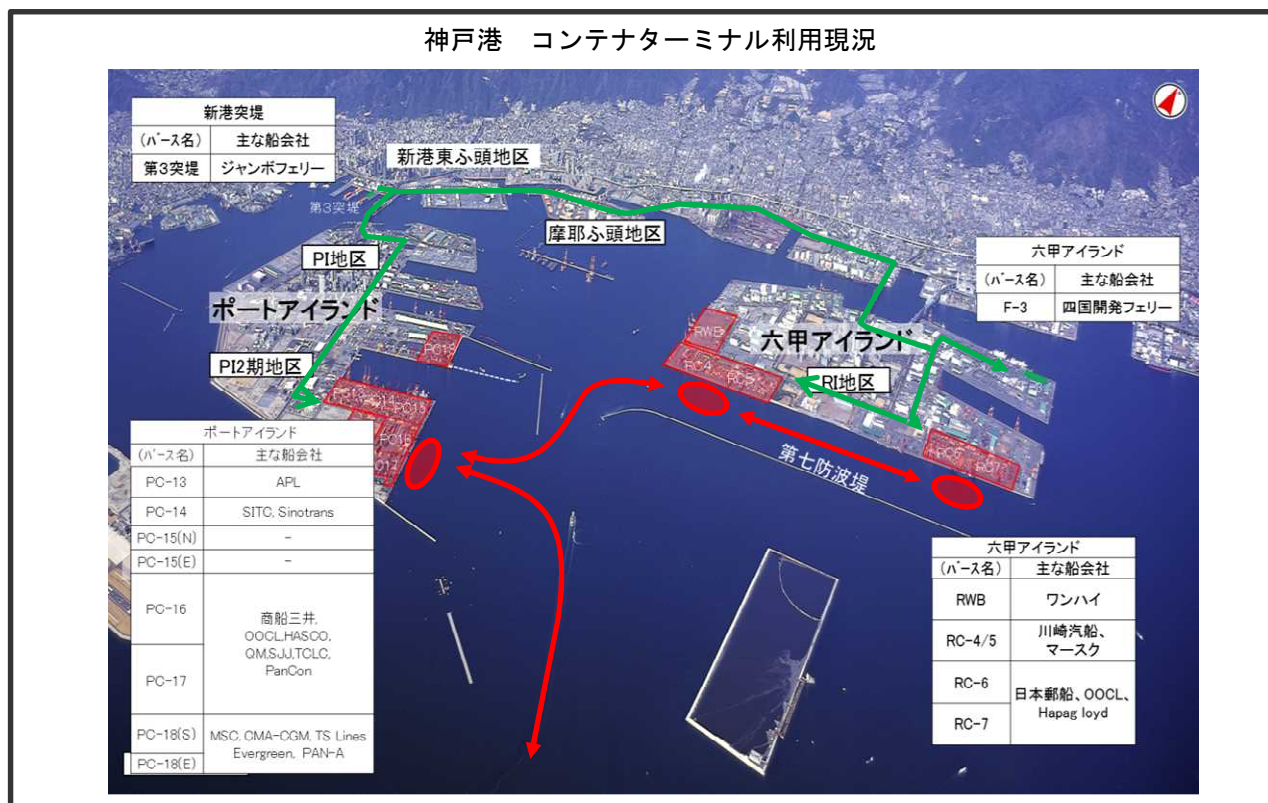 神戸港　コンテナターミナル利用現況
新港突堤
(バース名) 主な船会社
第3突堤 ジャンボフェリー
新港東ふ頭地区
第3突堤
摩耶ふ頭地区
PI地区
ポートアイランド
PI2期地区
六甲アイランド
(バース名) 主な船会社
F-3 四国開発フェリー
RWB
六甲アイランド
RC4
RI地区
PC18
RC6
RC7
第七防波堤
ポートアイランド
(バース名) 主な船会社
PC-13 APL
PC-14 SITC, Sinotrans
PC-15(N) -
PC-15(E) -
PC-16
PC-17
商船三井,
OOCL,HASCO,
QM,SJJ,TCLC,
PanCon
PC-18(S)
PC-18(E)
MSC, CMA-CGM, TS Lines
Evergreen, PAN-A
六甲アイランド
(バース名) 主な船会社
RWB ワンハイ
RC-4/5 川崎汽船、
マースク
RC-6
RC-7
日本郵船、OOCL、
Hapag loyd